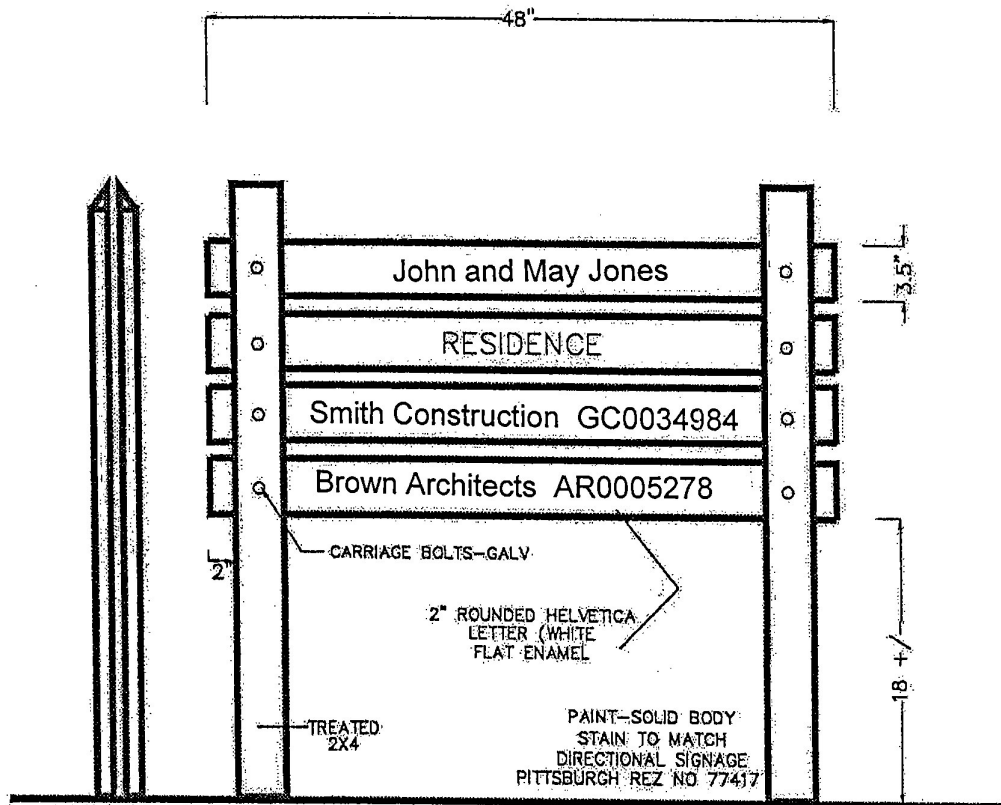 48"
John and May Jones
3.5"
RESIDENCE
Smith Construction GC0034984
Brown Architects AR0005278
CARRIAGE BOLTS-GALV
2"
2" ROUNDED HELVETICA
LETTER (WHITE
FLAT ENAMEL
18 +/
TREATED
2X4
PAINT-SOLID BODY
STAIN TO MATCH
DIRECTIONAL SIGNAGE
PITTSBURGH REZ NO 77417